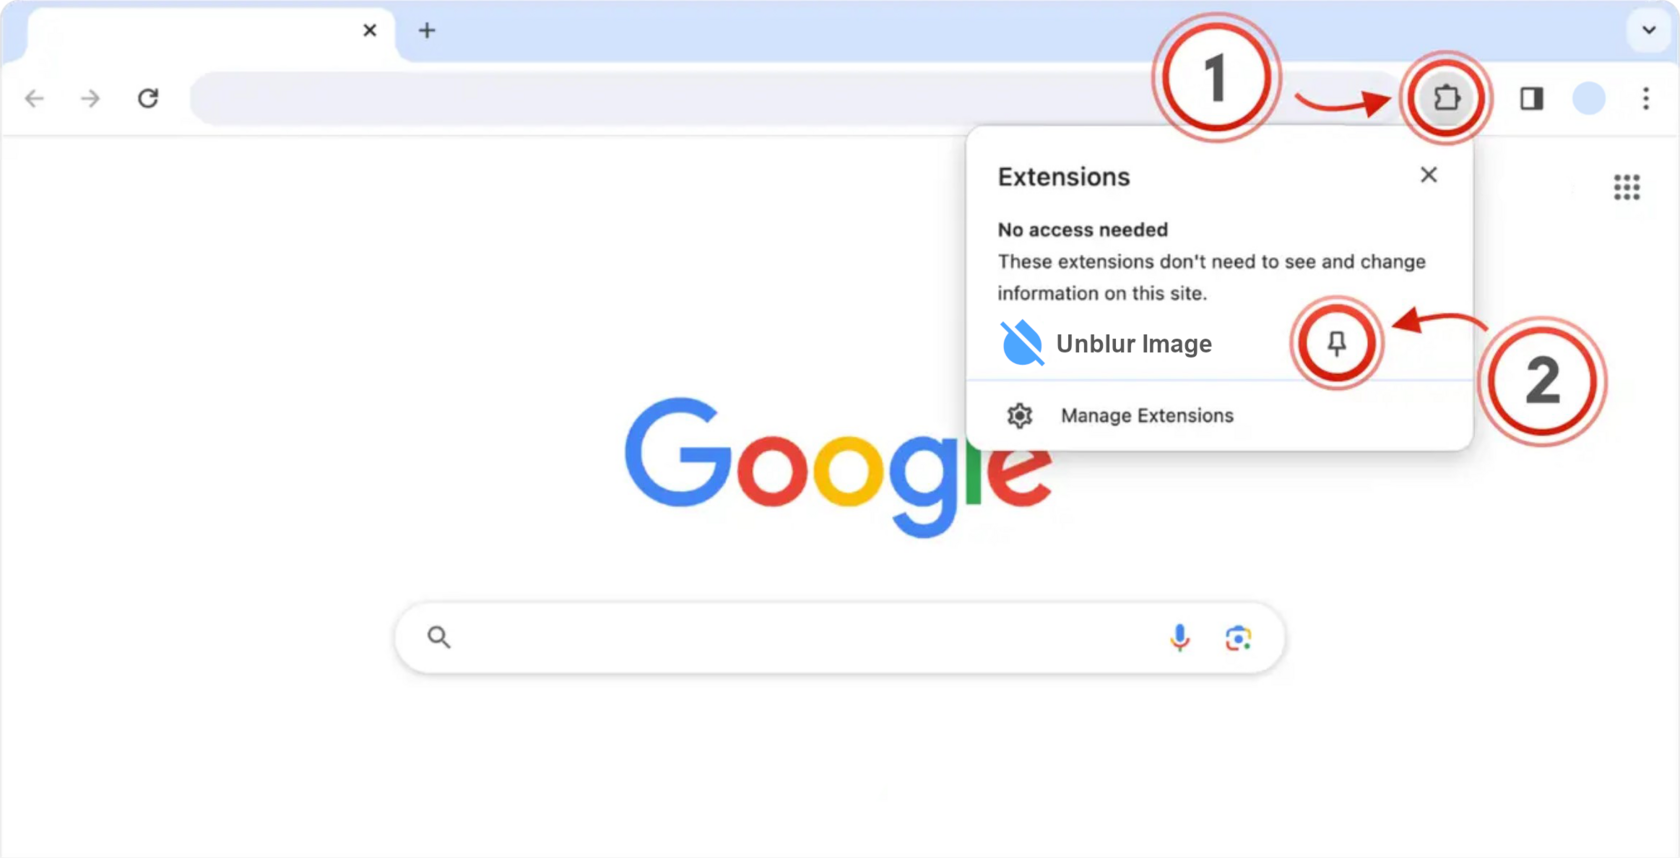 1
Extensions
No access needed
These extensions don't need to see and change
information on this site.
Unblur Image
2
Manage Extensions
Google